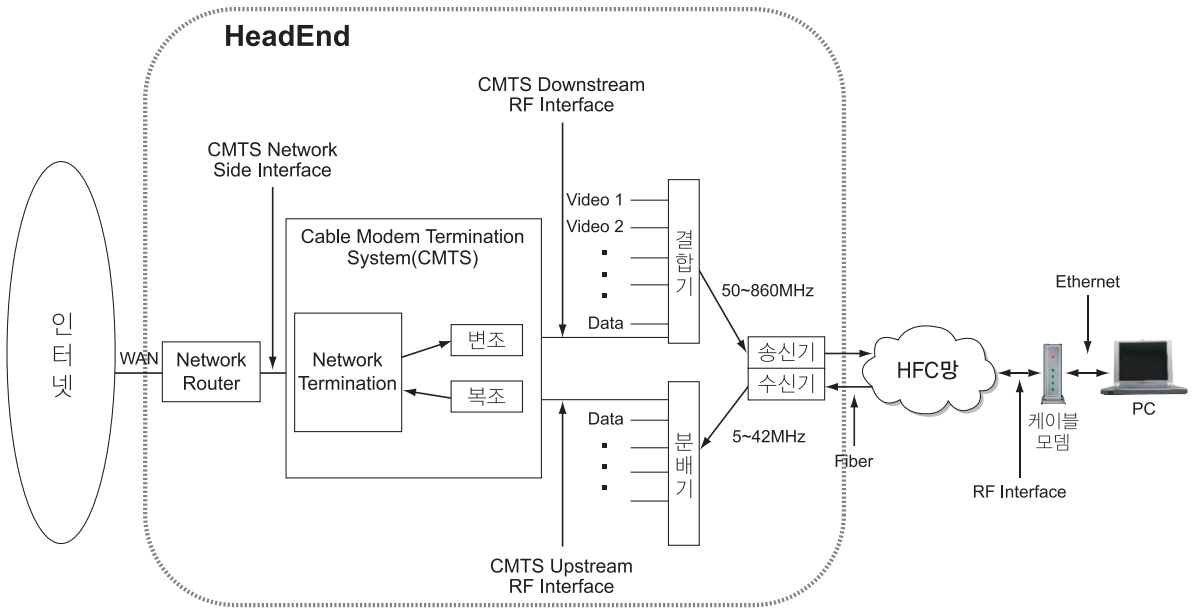 HeadEnd
CMTS Downstream
RF Interface
CMTS Network
Side Interface
Video 1
Video 2
Data
결합기
Cable Modem Termination
System(CMTS)
50~860MHz
Ethernet
인터넷
WAN
Network
Router
Network
Termination
변조
복조
송신기
수신기
HFC망
케이블
모뎀
PC
Data
분배기
5~42MHz
Fiber
RF Interface
CMTS Upstream
RF Interface